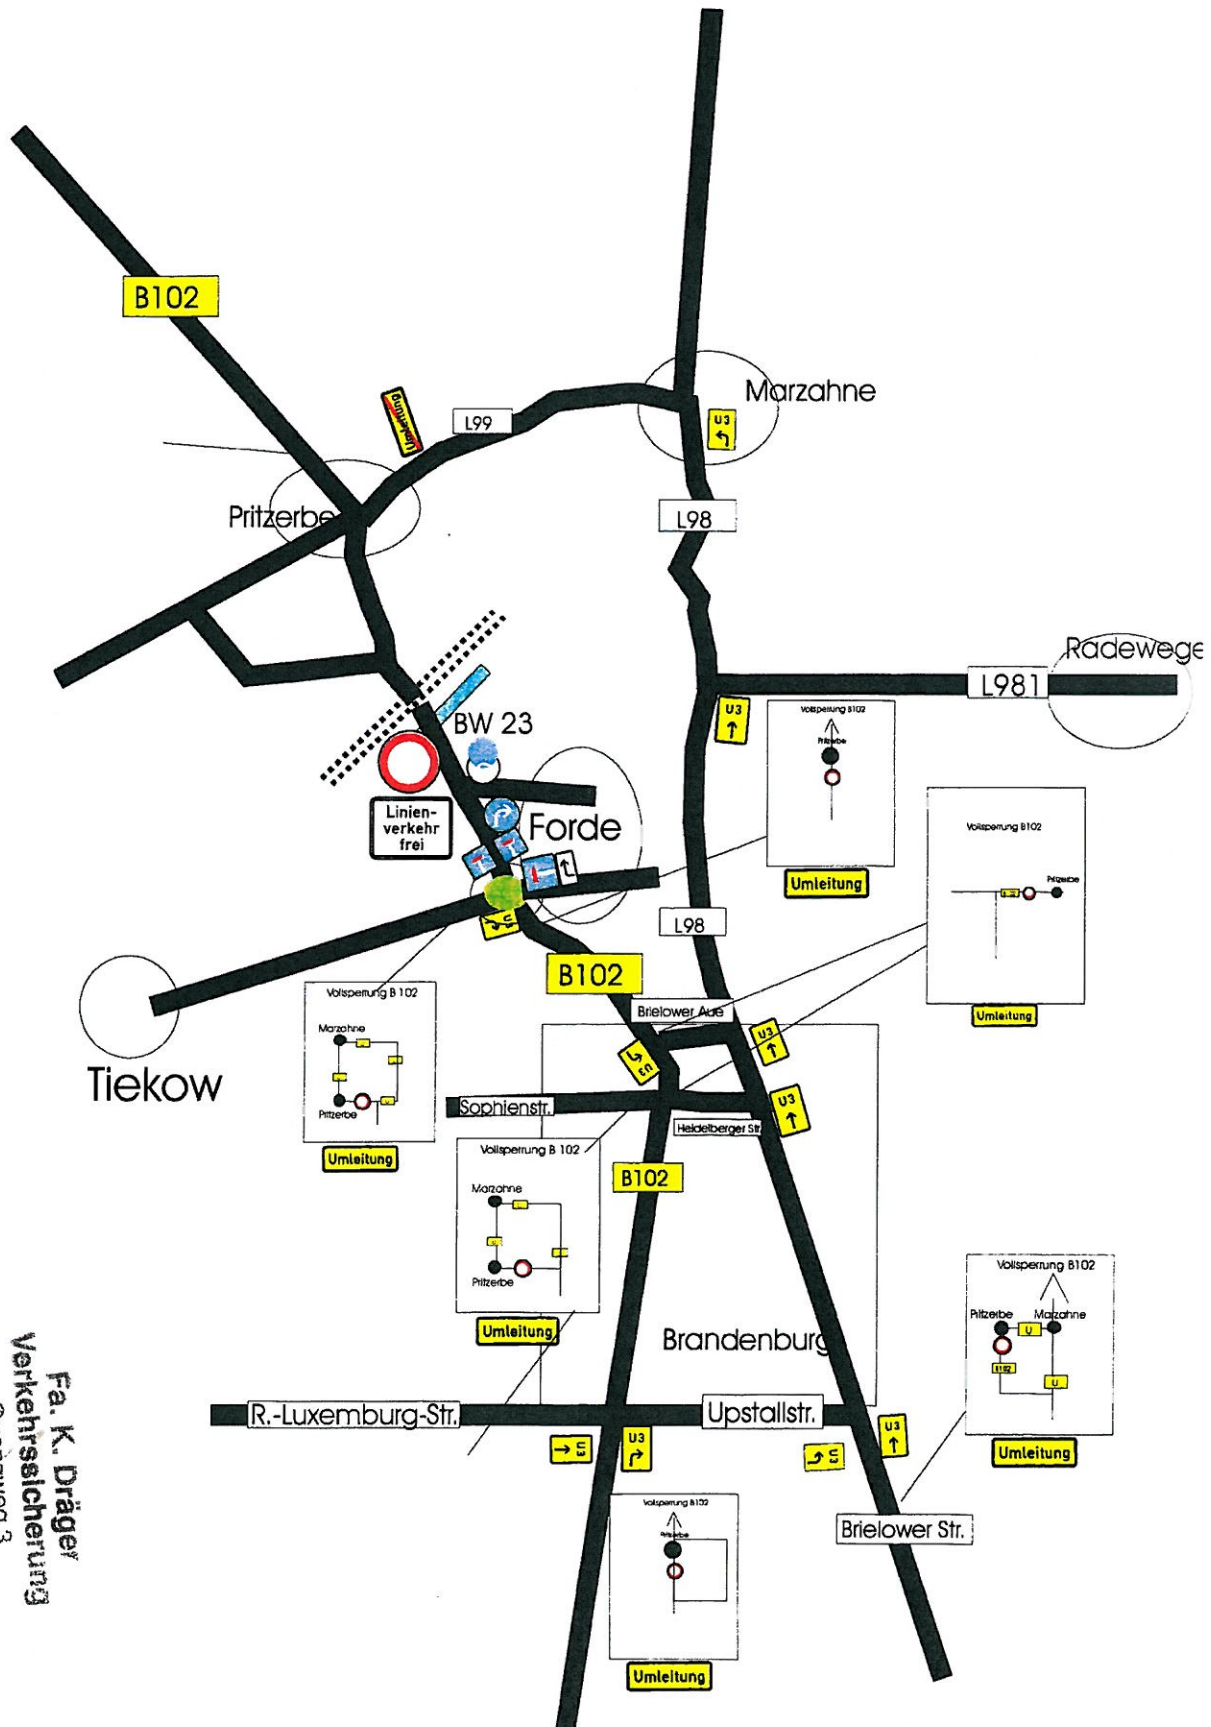 B102
Marzahne
Umleitung
L99
U3
Pritzerbe
L98
Radewege
L981
U3
Vollsperrung B102
Pritzerbe
Umleitung
BW 23
Linien-
verkehr
frei
Forde
Vollsperrung B102
Pritzerbe
Umleitung
L98
U3
B102
Brielower Aue
U3
U3
Vollsperrung B 102
Marzahne
Pritzerbe
Umleitung
Tiekow
Sophienstr.
U3
Heidelberger Str.
Vollsperrung B 102
Marzahne
Pritzerbe
Umleitung
B102
Vollsperrung B102
Pritzerbe
Marzahne
U
B102
U
Umleitung
Brandenburg
R.-Luxemburg-Str.
Upstallstr.
U3
U3
U3
U3
Brielower Str.
Vollsperrung B102
Pritzerbe
Umleitung
Fa. K. Dräger
Verkehrssicherung